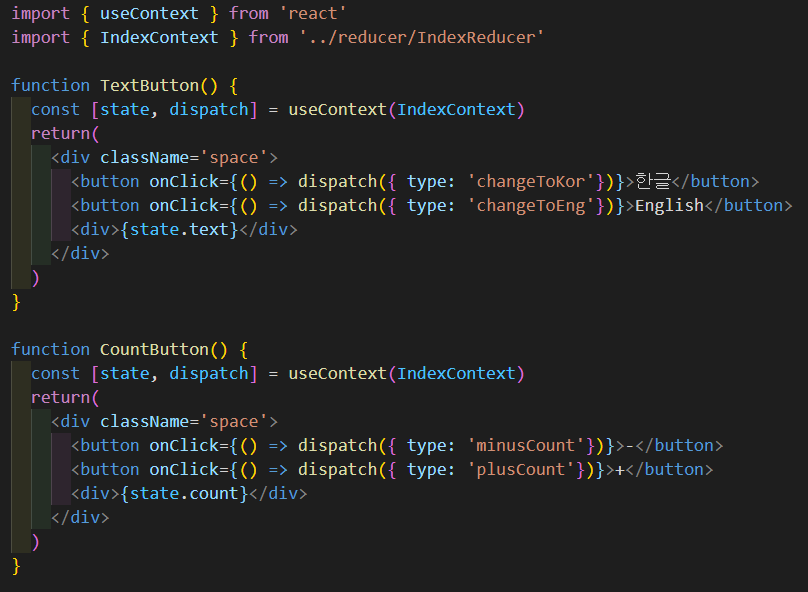 import { useContext } from 'react'
import { IndexContext } from '../reducer/IndexReducer'

function TextButton() {
  const [state, dispatch] = useContext(IndexContext)
  return(
    <div className='space'>
      <button onClick={() => dispatch({ type: 'changeToKor'})}>한글</button>
      <button onClick={() => dispatch({ type: 'changeToEng'})}>English</button>
      <div>{state.text}</div>
    </div>
  )
}

function CountButton() {
  const [state, dispatch] = useContext(IndexContext)
  return(
    <div className='space'>
      <button onClick={() => dispatch({ type: 'minusCount'})}>-</button>
      <button onClick={() => dispatch({ type: 'plusCount'})}>+</button>
      <div>{state.count}</div>
    </div>
  )
}